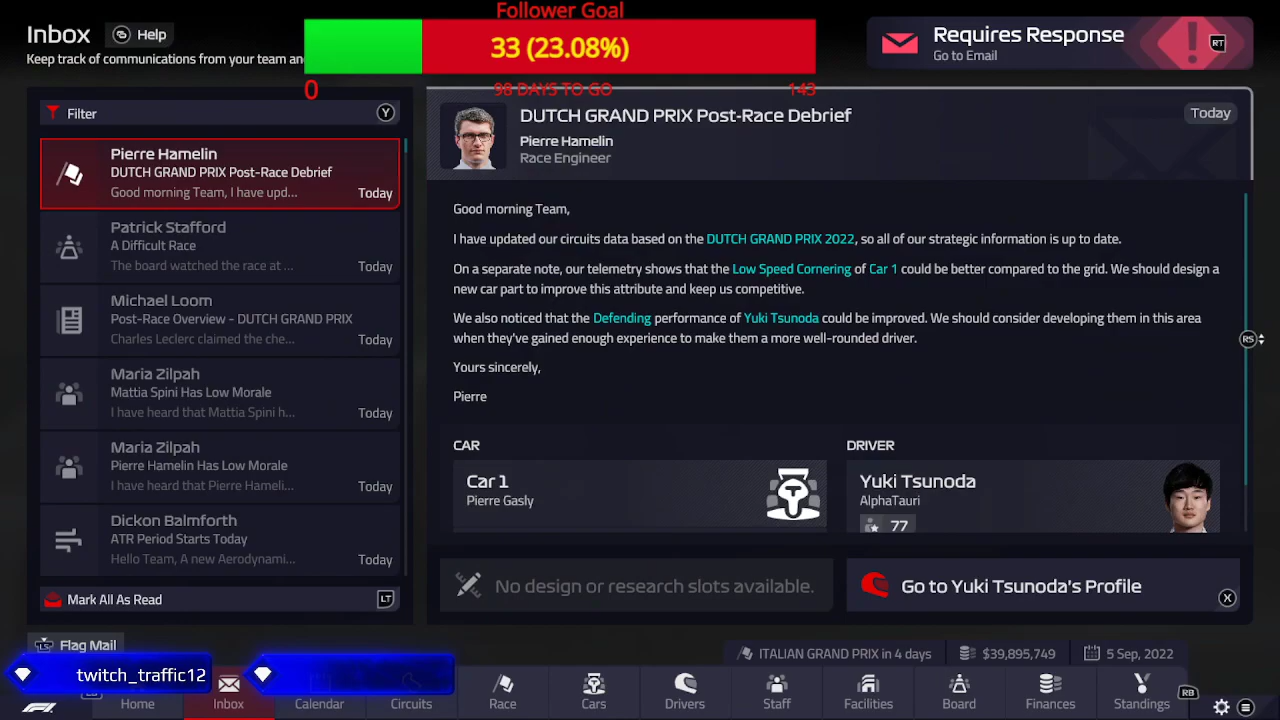 Inbox
Help
Keep track of communications from your team an
Follower Goal
33 (23.08%)
0
98 DAYS TO GO
143
Requires Response
Go to Email
RT
Filter
Y
Pierre Hamelin
DUTCH GRAND PRIX Post-Race Debrief
Good morning Team, I have upd...
Today
Patrick Stafford
A Difficult Race
The board watched the race at ...
Today
Michael Loom
Post-Race Overview - DUTCH GRAND PRIX
Charles Leclerc claimed the che...
Today
Maria Zilpah
Mattia Spini Has Low Morale
I have heard that Mattia Spini h...
Today
Maria Zilpah
Pierre Hamelin Has Low Morale
I have heard that Pierre Hameli...
Today
Dickon Balmforth
ATR Period Starts Today
Hello Team, A new Aerodynami...
Today
Mark All As Read
LT
DUTCH GRAND PRIX Post-Race Debrief
Today
Pierre Hamelin
Race Engineer
Good morning Team,
I have updated our circuits data based on the DUTCH GRAND PRIX 2022, so all of our strategic information is up to date.
On a separate note, our telemetry shows that the Low Speed Cornering of Car 1 could be better compared to the grid. We should design a
new car part to improve this attribute and keep us competitive.
We also noticed that the Defending performance of Yuki Tsunoda could be improved. We should consider developing them in this area
when they've gained enough experience to make them a more well-rounded driver.
Yours sincerely,
Pierre
RS
CAR
Car 1
Pierre Gasly
DRIVER
Yuki Tsunoda
AlphaTauri
77
No design or research slots available.
Go to Yuki Tsunoda's Profile
X
LS
Flag Mail
ITALIAN GRAND PRIX in 4 days
$39,895,749
5 Sep, 2022
twitch_traffic12
Home
Inbox
Calendar
Circuits
Race
Cars
Drivers
Staff
Facilities
Board
Finances
Standings
RB